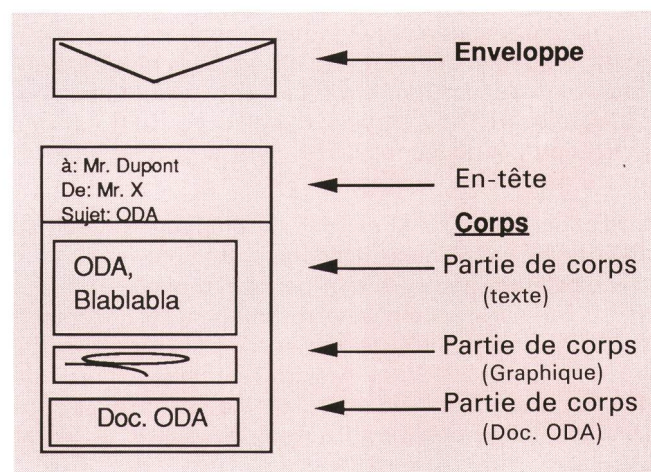 Enveloppe
à: Mr. Dupont
De: Mr. X
Sujet: ODA
En-tête
Corps
ODA,
Blablabla
Partie de corps
(texte)
Partie de corps
(Graphique)
Doc. ODA
Partie de corps
(Doc. ODA)